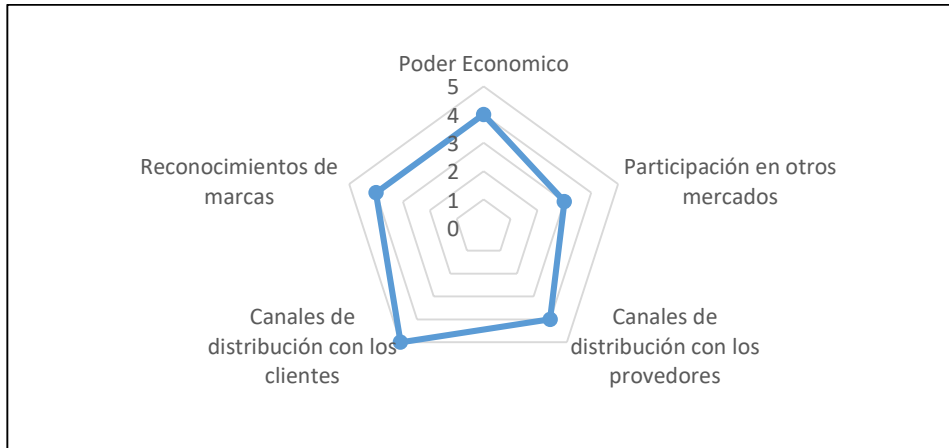 Poder Economico
5
4
3
2
1
0
Participación en otros
mercados
Canales de
distribución con los
provedores
Canales de
distribución con los
clientes
Reconocimientos de
marcas